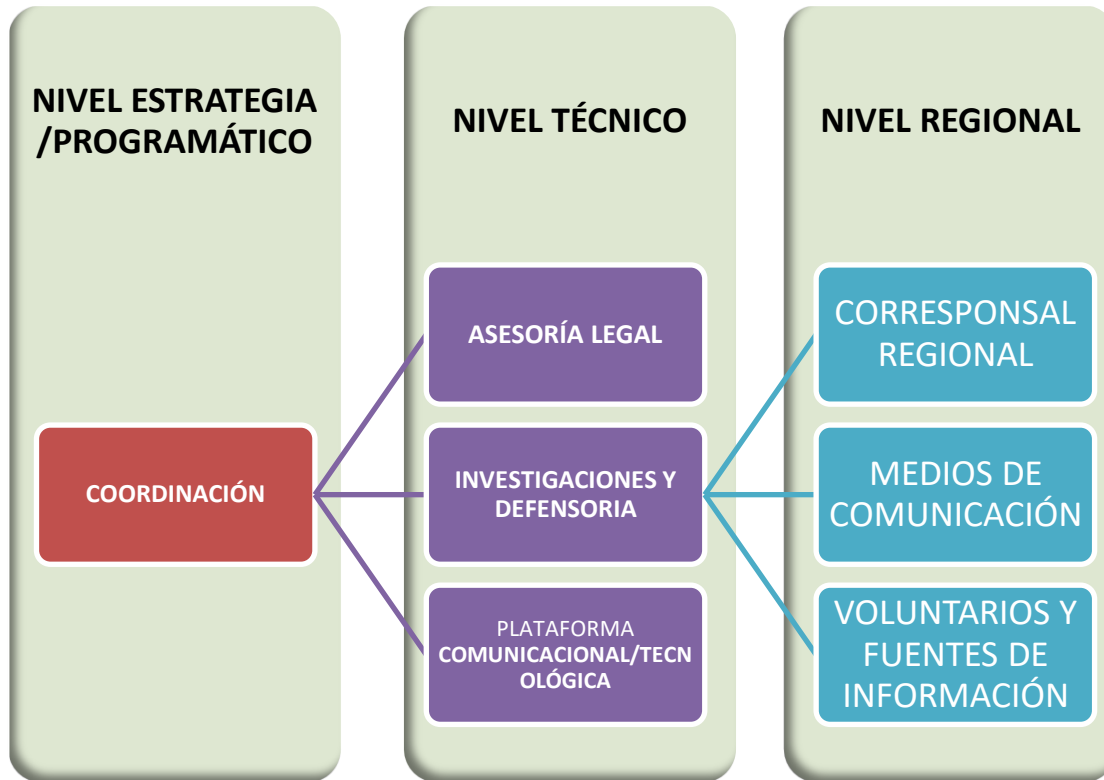 NIVEL ESTRATEGIA
/PROGRAMÁTICO
COORDINACIÓN
NIVEL TÉCNICO
ASESORÍA LEGAL
INVESTIGACIONES Y
DEFENSORIA
PLATAFORMA
COMUNICACIONAL/TECN
OLÓGICA
NIVEL REGIONAL
CORRESPONSAL
REGIONAL
MEDIOS DE
COMUNICACIÓN
VOLUNTARIOS Y
FUENTES DE
INFORMACIÓN